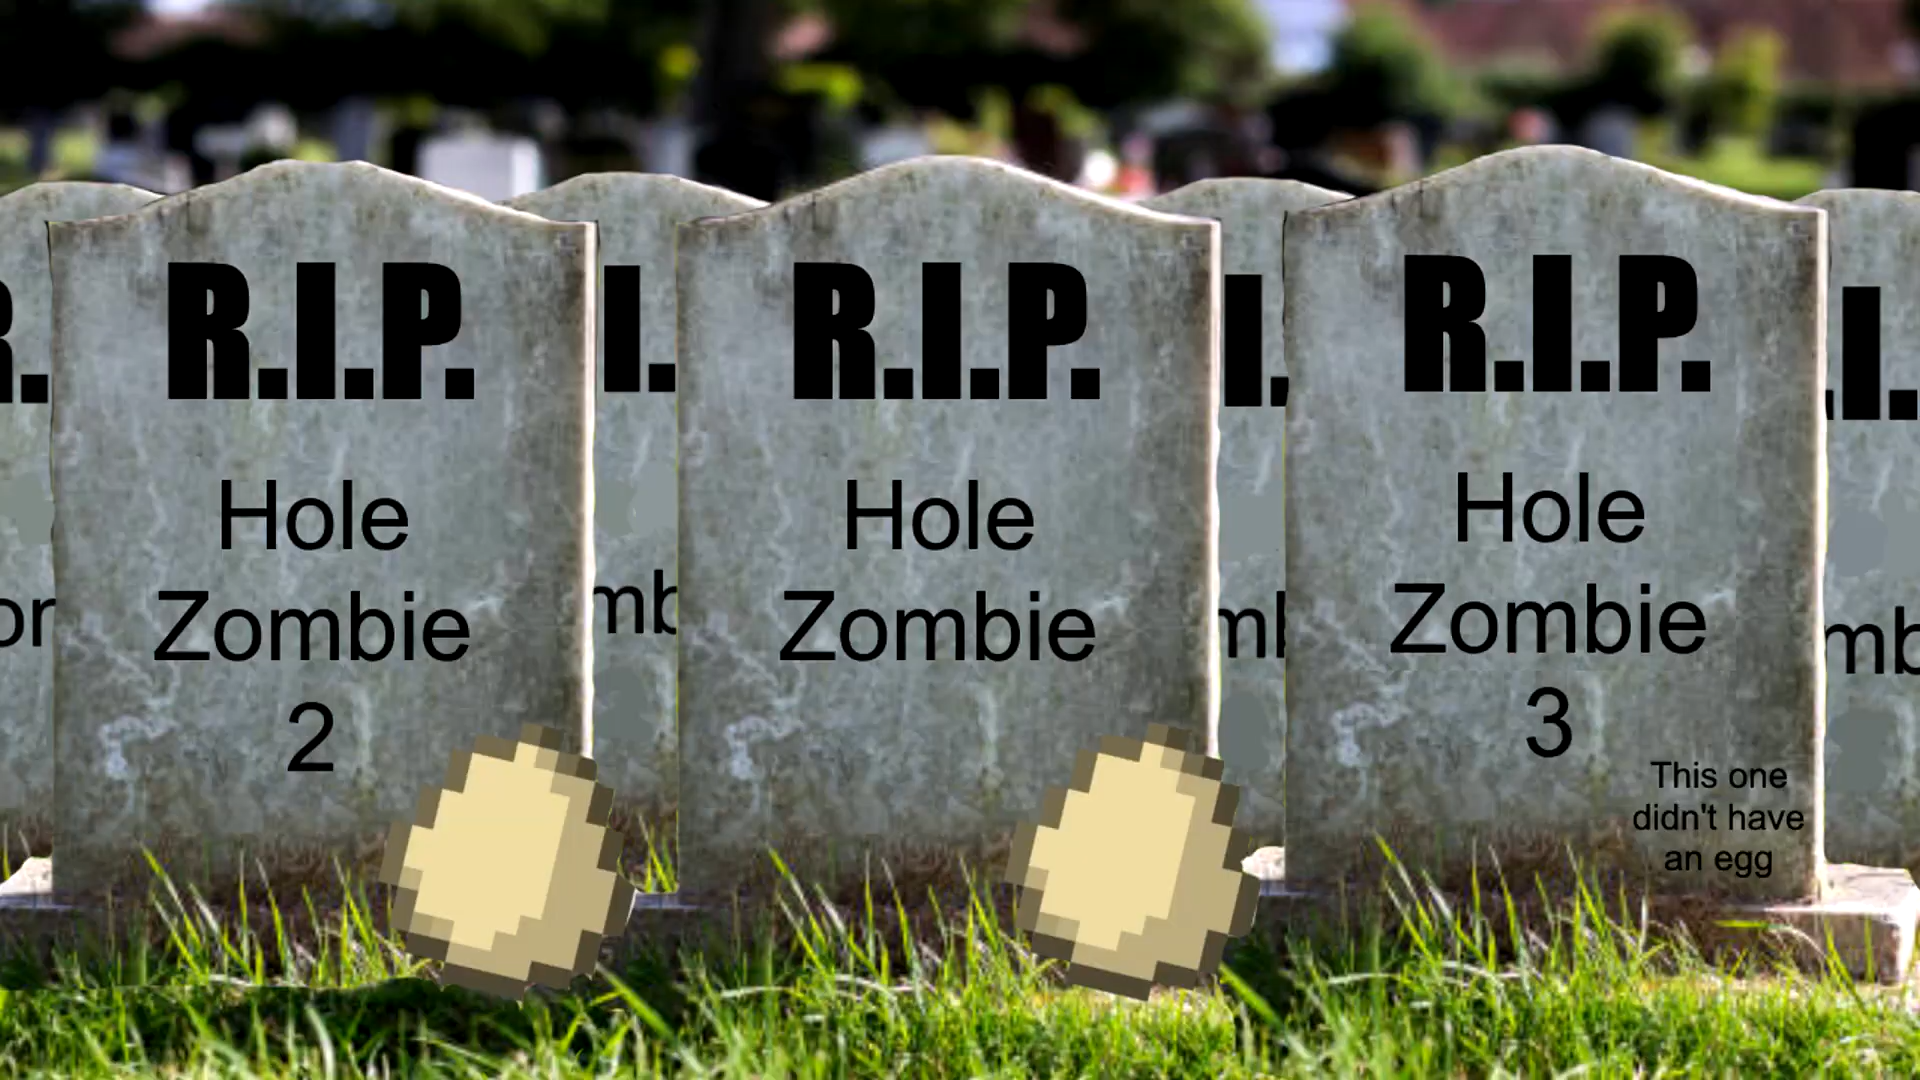 R.I.P.
Hole
Zombie
2
R.I.P.
Hole
Zombie
R.I.P.
Hole
Zombie
3
This one
didn't have
an egg